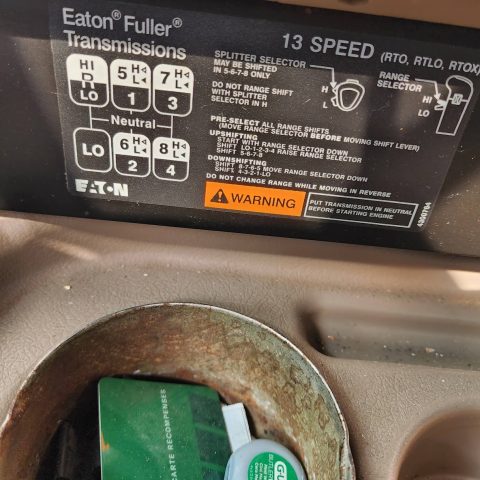 Eaton® Fuller®
Transmissions
13 SPEED (RTO, RTLO, RTOX)
HI
R
LO
5 H
L
1
7 H
L
3
Neutral
LO
6 H
L
2
8 H
L
4
EATON
SPLITTER SELECTOR
MAY BE SHIFTED
IN 5-6-7-8 ONLY
DO NOT RANGE SHIFT
WITH SPLITTER
SELECTOR IN H
H
L
RANGE
SELECTOR
HI
LO
PRE-SELECT ALL RANGE SHIFTS
(MOVE RANGE SELECTOR BEFORE MOVING SHIFT LEVER)
UPSHIFTING
START WITH RANGE SELECTOR DOWN
SHIFT LO-1-2-3-4 RAISE RANGE SELECTOR
SHIFT 5-6-7-8
DOWNSHIFTING
SHIFT 8-7-6-5 MOVE RANGE SELECTOR DOWN
SHIFT 4-3-2-1-LO
DO NOT CHANGE RANGE WHILE MOVING IN REVERSE
WARNING
PUT TRANSMISSION IN NEUTRAL
BEFORE STARTING ENGINE
4300764
CARTE RECOMPENSES
BUTLER
GU